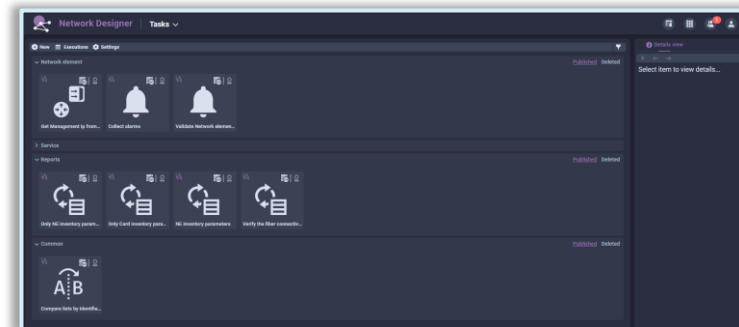 Network Designer Tasks
New Executions Settings
Network element Published Deleted
Get Management ip from... Collect alarms Validate Network elemen...
Service
Reports Published Deleted
Only NE inventory param... Only Card inventory para... NE inventory parameters Verify the fiber connectiv...
Common Published Deleted
A B
Compare lists by Identifie...
Details view
Select item to view details...